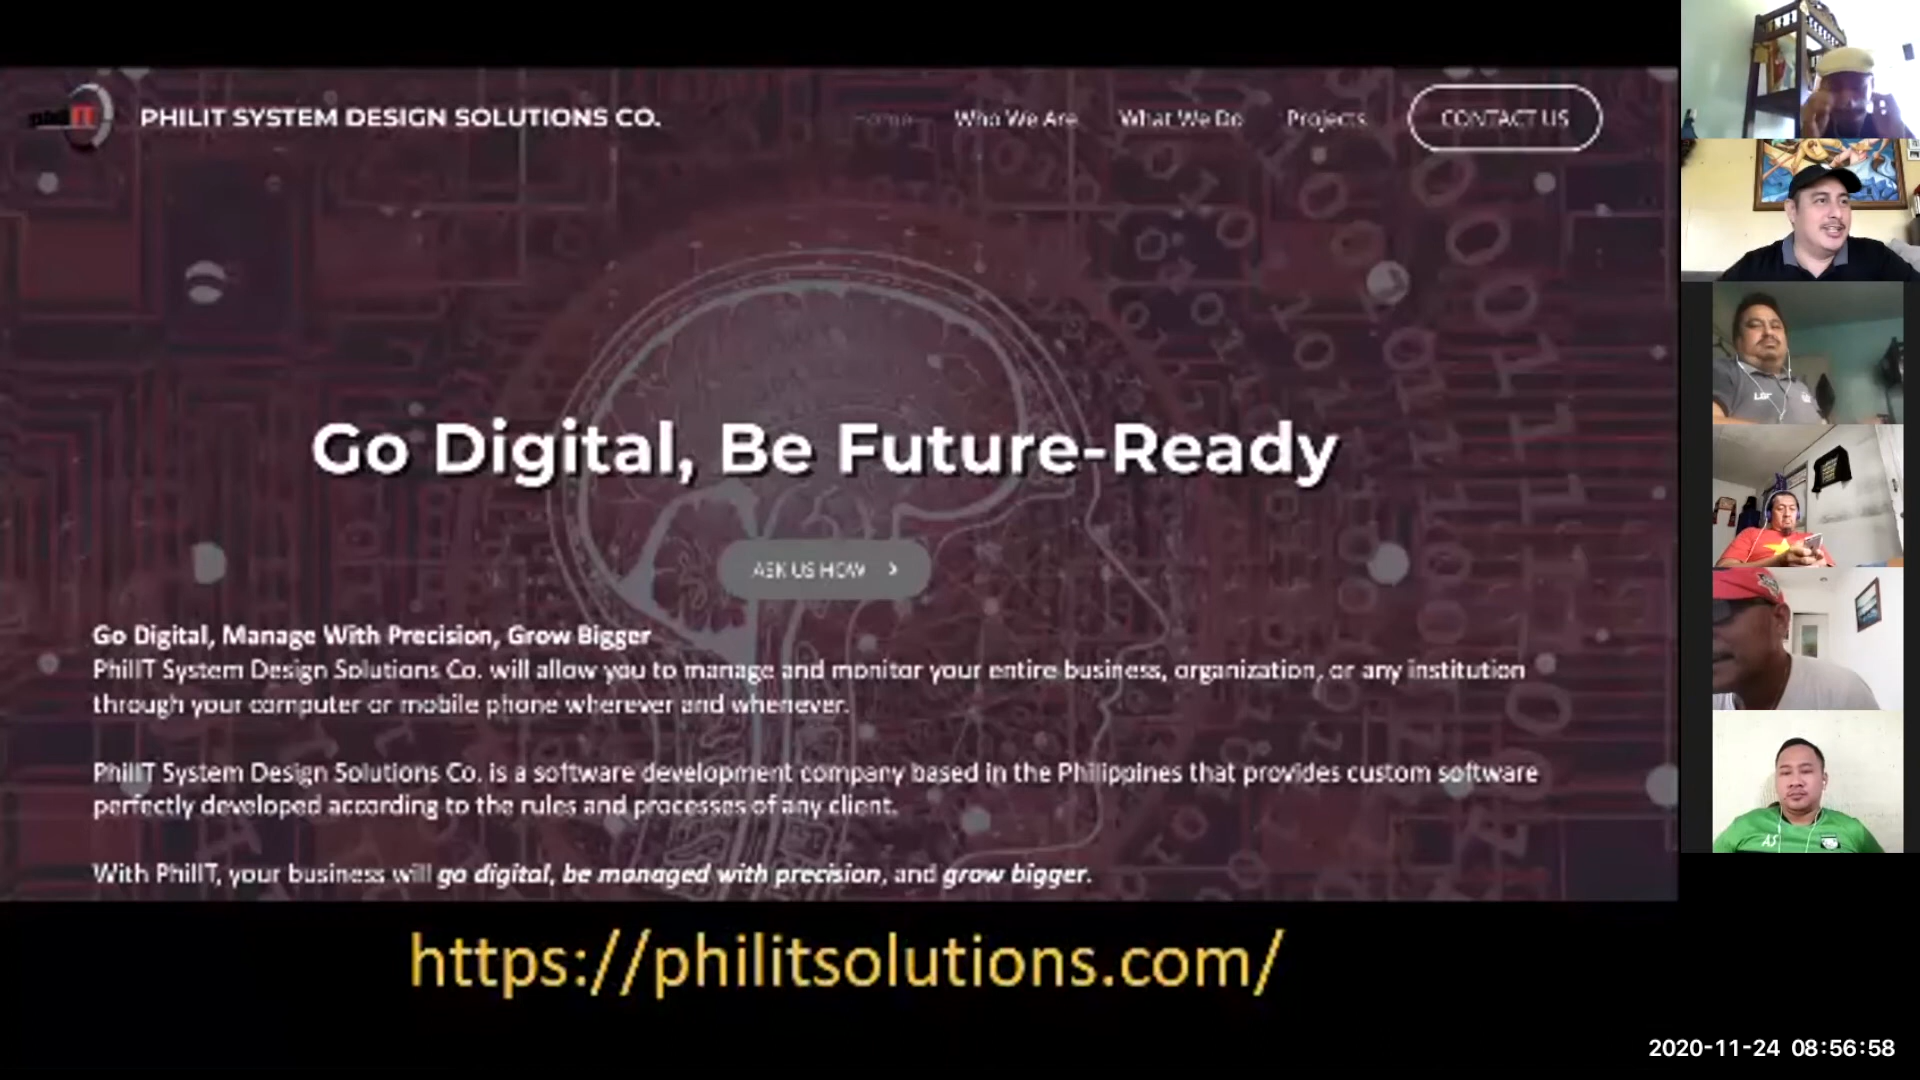 philIT PHILIT SYSTEM DESIGN SOLUTIONS CO. Home Who We Are What We Do Projects CONTACT US
Go Digital, Be Future-Ready
ASK US HOW >
Go Digital, Manage With Precision, Grow Bigger
PhilIT System Design Solutions Co. will allow you to manage and monitor your entire business, organization, or any institution
through your computer or mobile phone wherever and whenever.
PhilIT System Design Solutions Co. is a software development company based in the Philippines that provides custom software
perfectly developed according to the rules and processes of any client.
With PhilIT, your business will go digital, be managed with precision, and grow bigger.
https://philitsolutions.com/
AS
2020-11-24 08:56:58